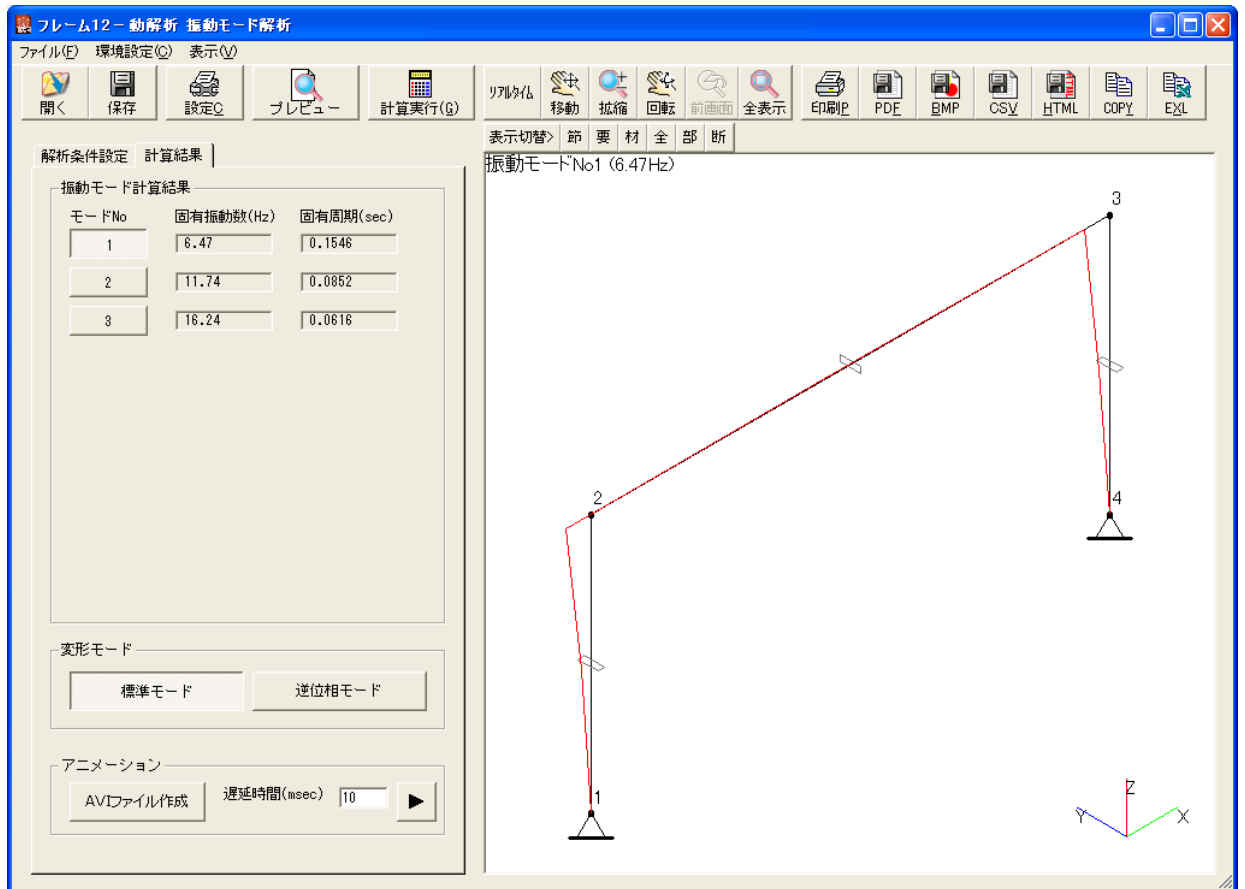 フレーム12－動解析 振動モード解析
ファイル(F) 環境設定(C) 表示(V)
開く 保存 設定C プレビュー 計算実行(G) リアルタイム 移動 拡縮 回転 前画面 全表示 印刷P PDF BMP CSV HTML COPY EXL
表示切替> 節 要 材 全 部 断
解析条件設定 計算結果
振動モードNo1 (6.47Hz)
振動モード計算結果
モードNo 固有振動数(Hz) 固有周期(sec)
1 6.47 0.1546
2 11.74 0.0852
3 16.24 0.0616
3
2
4
変形モード
標準モード 逆位相モード
アニメーション
AVIファイル作成 遅延時間(msec) 10
1
Z
Y X